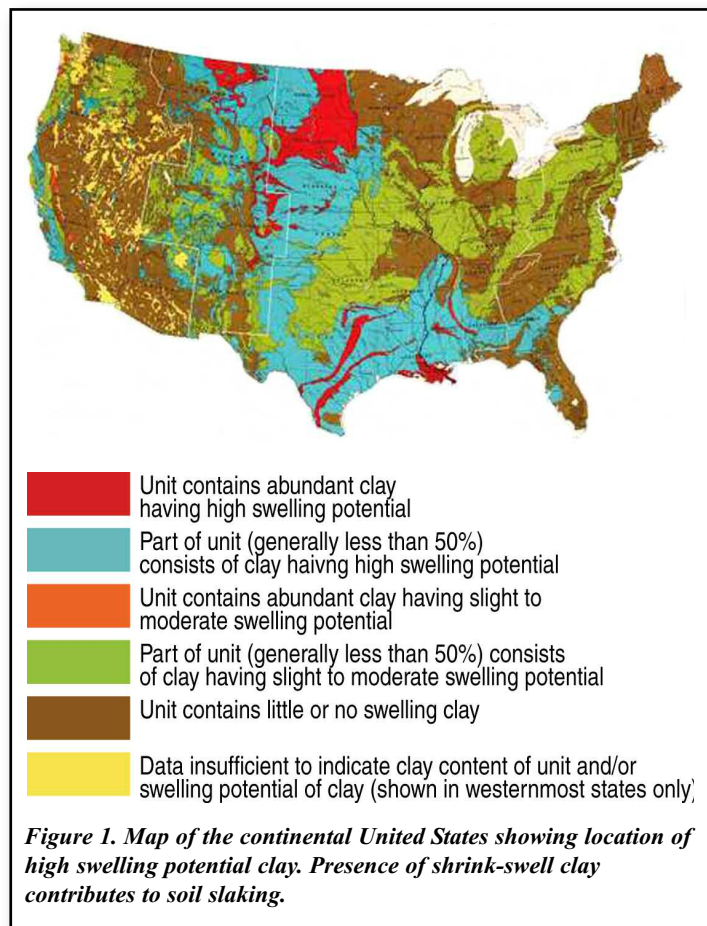 Unit contains abundant clay
having high swelling potential
Part of unit (generally less than 50%)
consists of clay haivng high swelling potential
Unit contains abundant clay having slight to
moderate swelling potential
Part of unit (generally less than 50%) consists
of clay having slight to moderate swelling potential
Unit contains little or no swelling clay
Data insufficient to indicate clay content of unit and/or
swelling potential of clay (shown in westernmost states only)
Figure 1. Map of the continental United States showing location of
high swelling potential clay. Presence of shrink-swell clay
contributes to soil slaking.